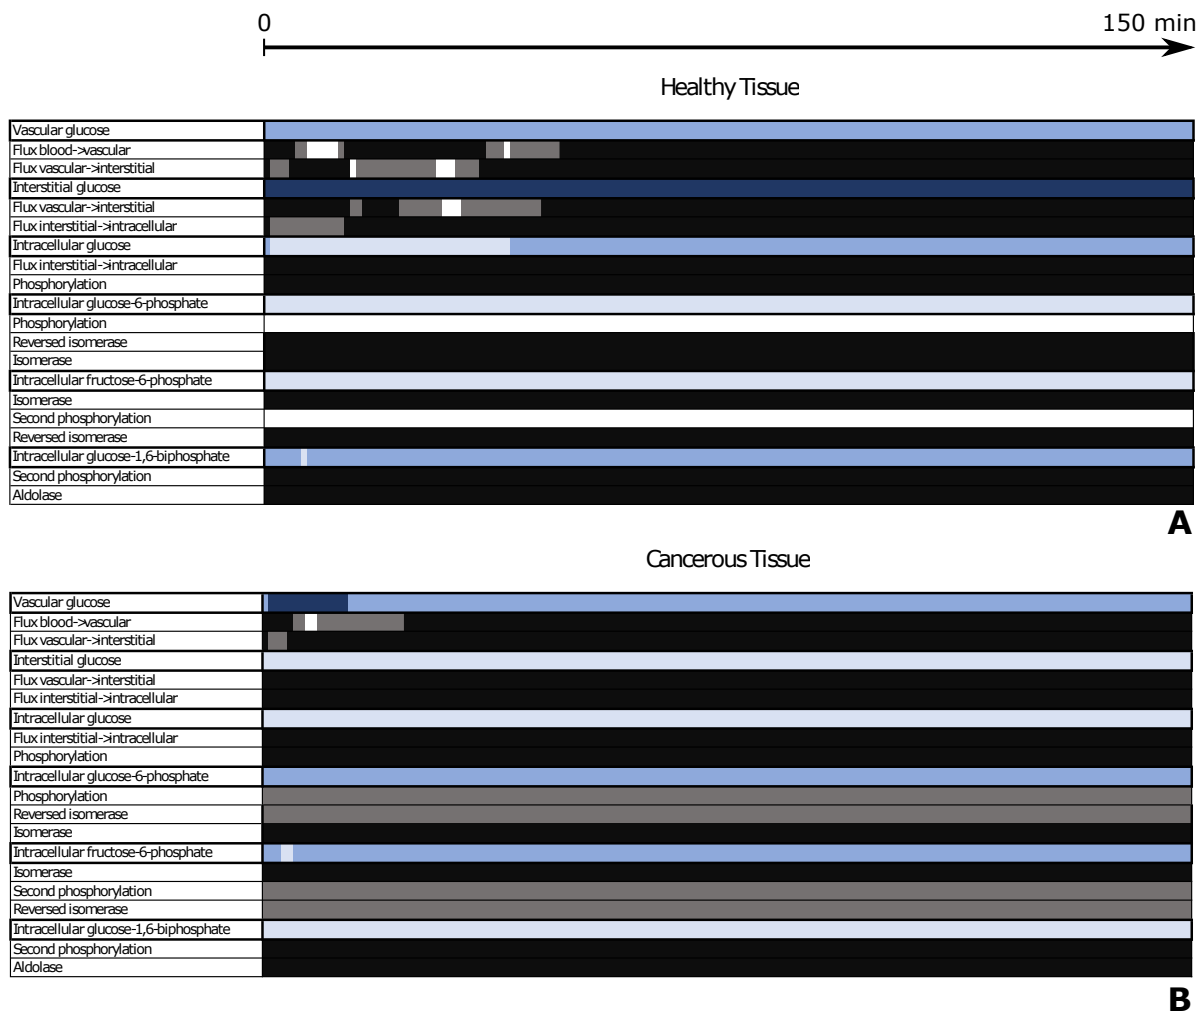 0 150 min
Healthy Tissue
Vascular glucose
Flux blood->vascular
Flux vascular->interstitial
Interstitial glucose
Flux vascular->interstitial
Flux interstitial->intracellular
Intracellular glucose
Flux interstitial->intracellular
Phosphorylation
Intracellular glucose-6-phosphate
Phosphorylation
Reversed isomerase
Isomerase
Intracellular fructose-6-phosphate
Isomerase
Second phosphorylation
Reversed isomerase
Intracellular glucose-1,6-biphosphate
Second phosphorylation
Aldolase
A
Cancerous Tissue
Vascular glucose
Flux blood->vascular
Flux vascular->interstitial
Interstitial glucose
Flux vascular->interstitial
Flux interstitial->intracellular
Intracellular glucose
Flux interstitial->intracellular
Phosphorylation
Intracellular glucose-6-phosphate
Phosphorylation
Reversed isomerase
Isomerase
Intracellular fructose-6-phosphate
Isomerase
Second phosphorylation
Reversed isomerase
Intracellular glucose-1,6-biphosphate
Second phosphorylation
Aldolase
B